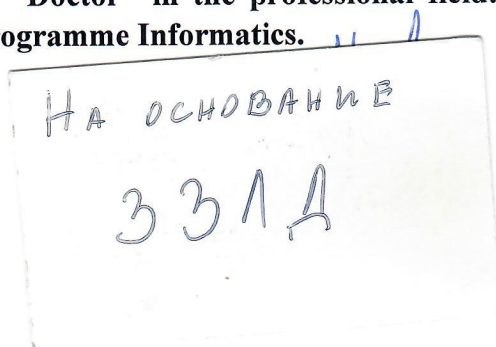 Doctor" in the professional field.
ogramme Informatics.
НА ОСНОВАНИЕ
ЗЗЛД